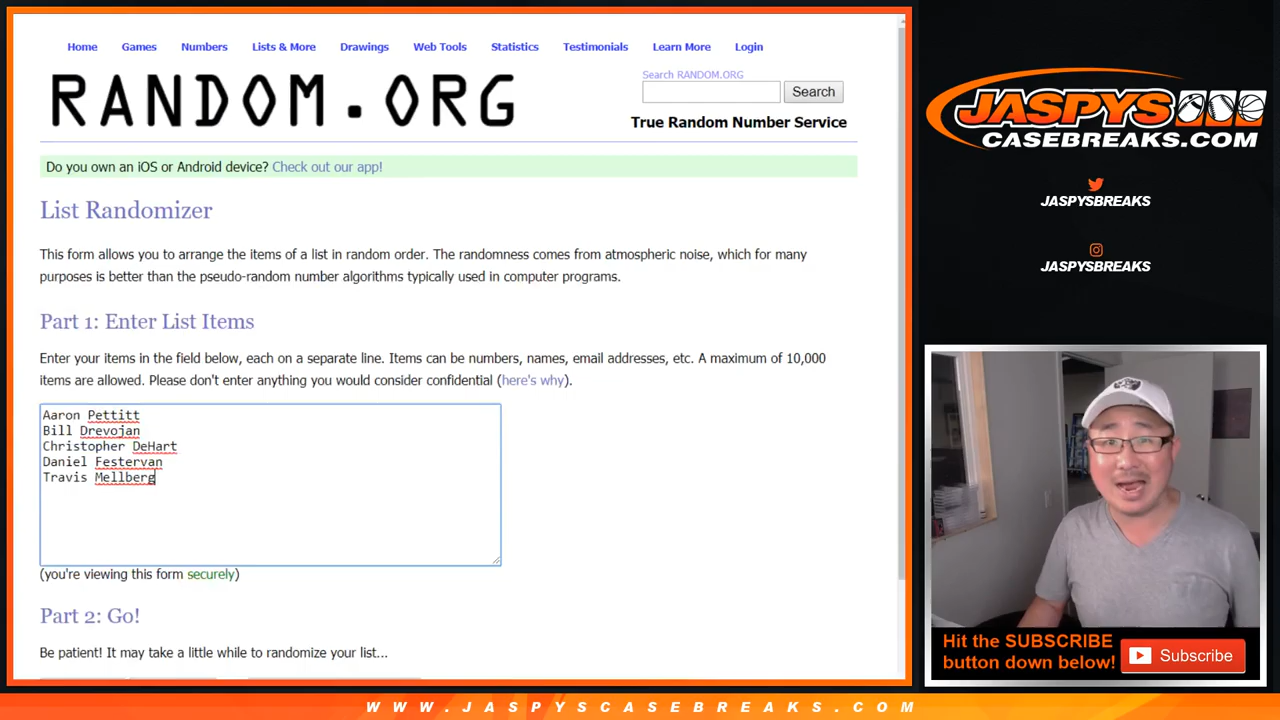 Home Games Numbers Lists & More Drawings Web Tools Statistics Testimonials Learn More Login
RANDOM.ORG
Search RANDOM.ORG
Search
True Random Number Service
Do you own an iOS or Android device? Check out our app!
List Randomizer
This form allows you to arrange the items of a list in random order. The randomness comes from atmospheric noise, which for many
purposes is better than the pseudo-random number algorithms typically used in computer programs.
Part 1: Enter List Items
Enter your items in the field below, each on a separate line. Items can be numbers, names, email addresses, etc. A maximum of 10,000
items are allowed. Please don't enter anything you would consider confidential (here's why).
Aaron Pettitt
Bill Drevojan
Christopher DeHart
Daniel Festervan
Travis Mellberg
(you're viewing this form securely)
Part 2: Go!
Be patient! It may take a little while to randomize your list...
JASPYS
CASEBREAKS.COM
JASPYSBREAKS
JASPYSBREAKS
Hit the SUBSCRIBE
button down below!
Subscribe
WWW.JASPYSCASEBREAKS.COM